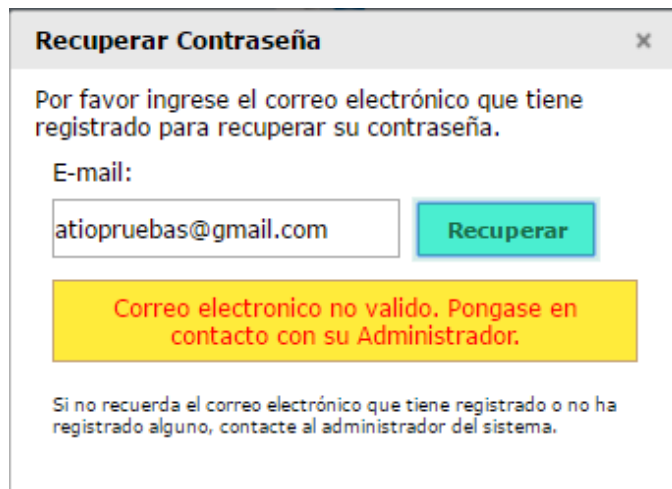 Recuperar Contraseña
Por favor ingrese el correo electrónico que tiene
registrado para recuperar su contraseña.
E-mail:
atiopruebas@gmail.com
Recuperar
Correo electronico no valido. Pongase en
contacto con su Administrador.
Si no recuerda el correo electrónico que tiene registrado o no ha
registrado alguno, contacte al administrador del sistema.